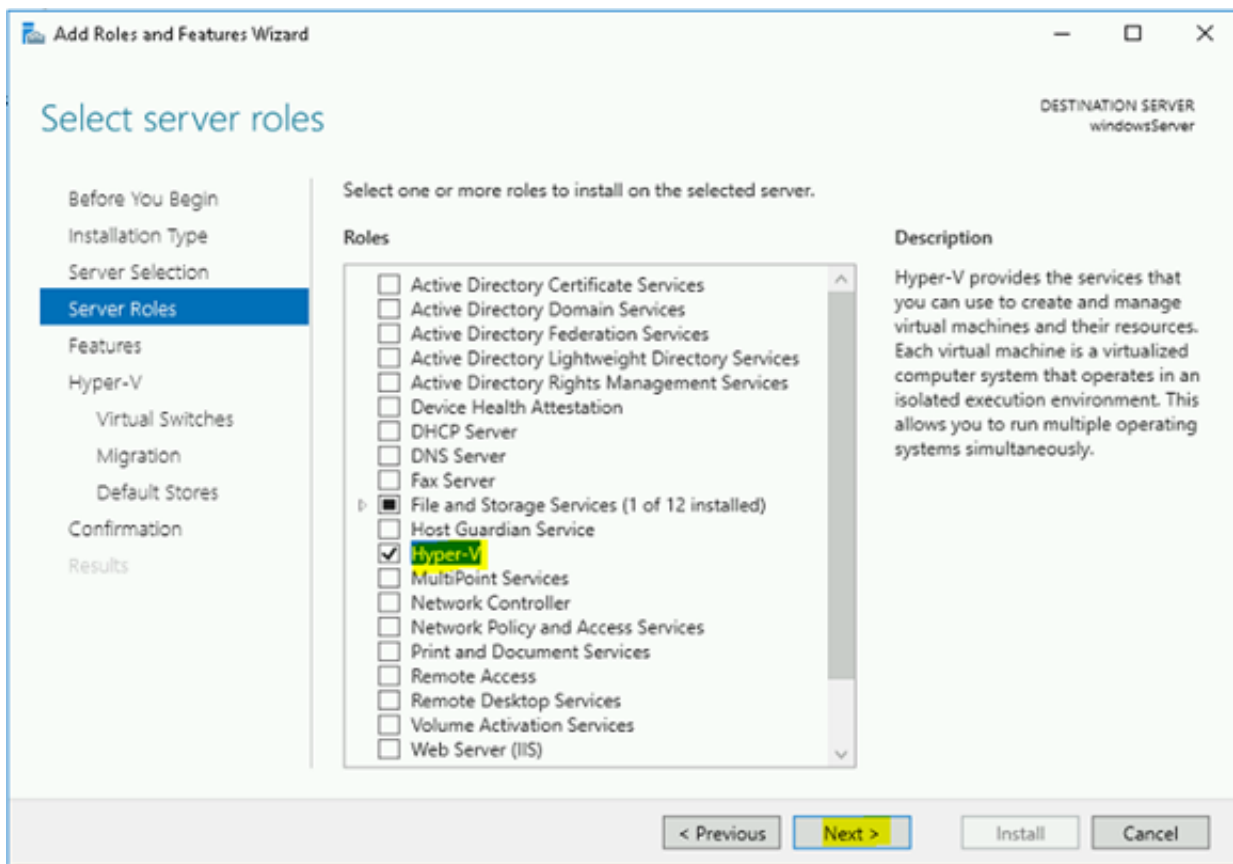 Add Roles and Features Wizard
Select server roles
DESTINATION SERVER
windowsServer
Before You Begin
Installation Type
Server Selection
Server Roles
Features
Hyper-V
Virtual Switches
Migration
Default Stores
Confirmation
Results
Select one or more roles to install on the selected server.
Roles
Active Directory Certificate Services
Active Directory Domain Services
Active Directory Federation Services
Active Directory Lightweight Directory Services
Active Directory Rights Management Services
Device Health Attestation
DHCP Server
DNS Server
Fax Server
File and Storage Services (1 of 12 installed)
Host Guardian Service
Hyper-V
MultiPoint Services
Network Controller
Network Policy and Access Services
Print and Document Services
Remote Access
Remote Desktop Services
Volume Activation Services
Web Server (IIS)
Description
Hyper-V provides the services that
you can use to create and manage
virtual machines and their resources.
Each virtual machine is a virtualized
computer system that operates in an
isolated execution environment. This
allows you to run multiple operating
systems simultaneously.
< Previous
Next >
Install
Cancel